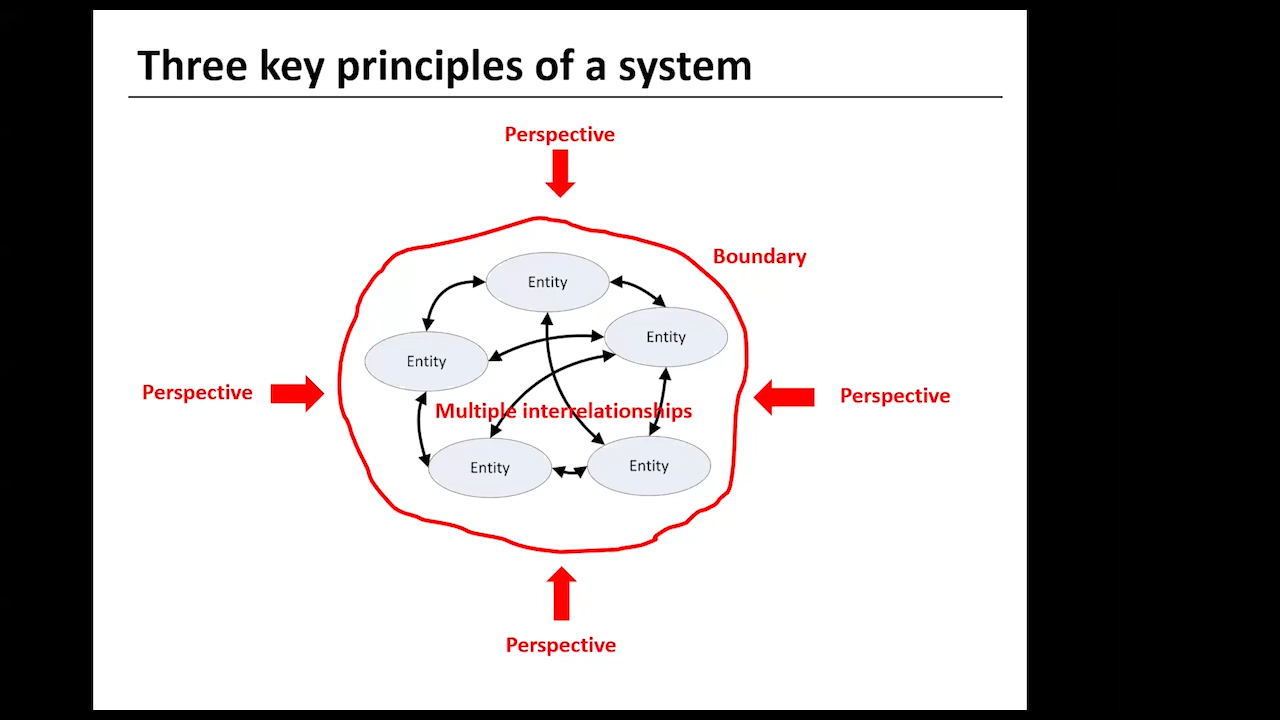 Three key principles of a system
Perspective
Boundary
Entity
Entity
Entity
Perspective
Perspective
Multiple interrelationships
Entity
Entity
Perspective